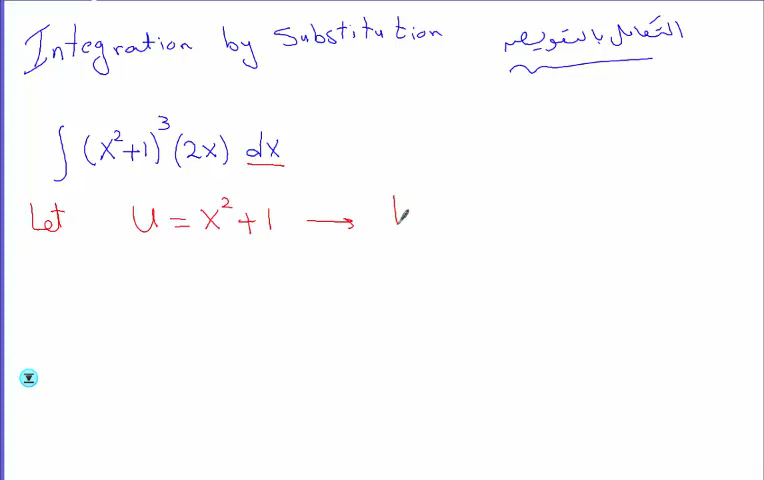 Integration by Substitution التكامل بالتعويض
∫ (x²+1)³ (2x) dx
Let u = x² + 1 →